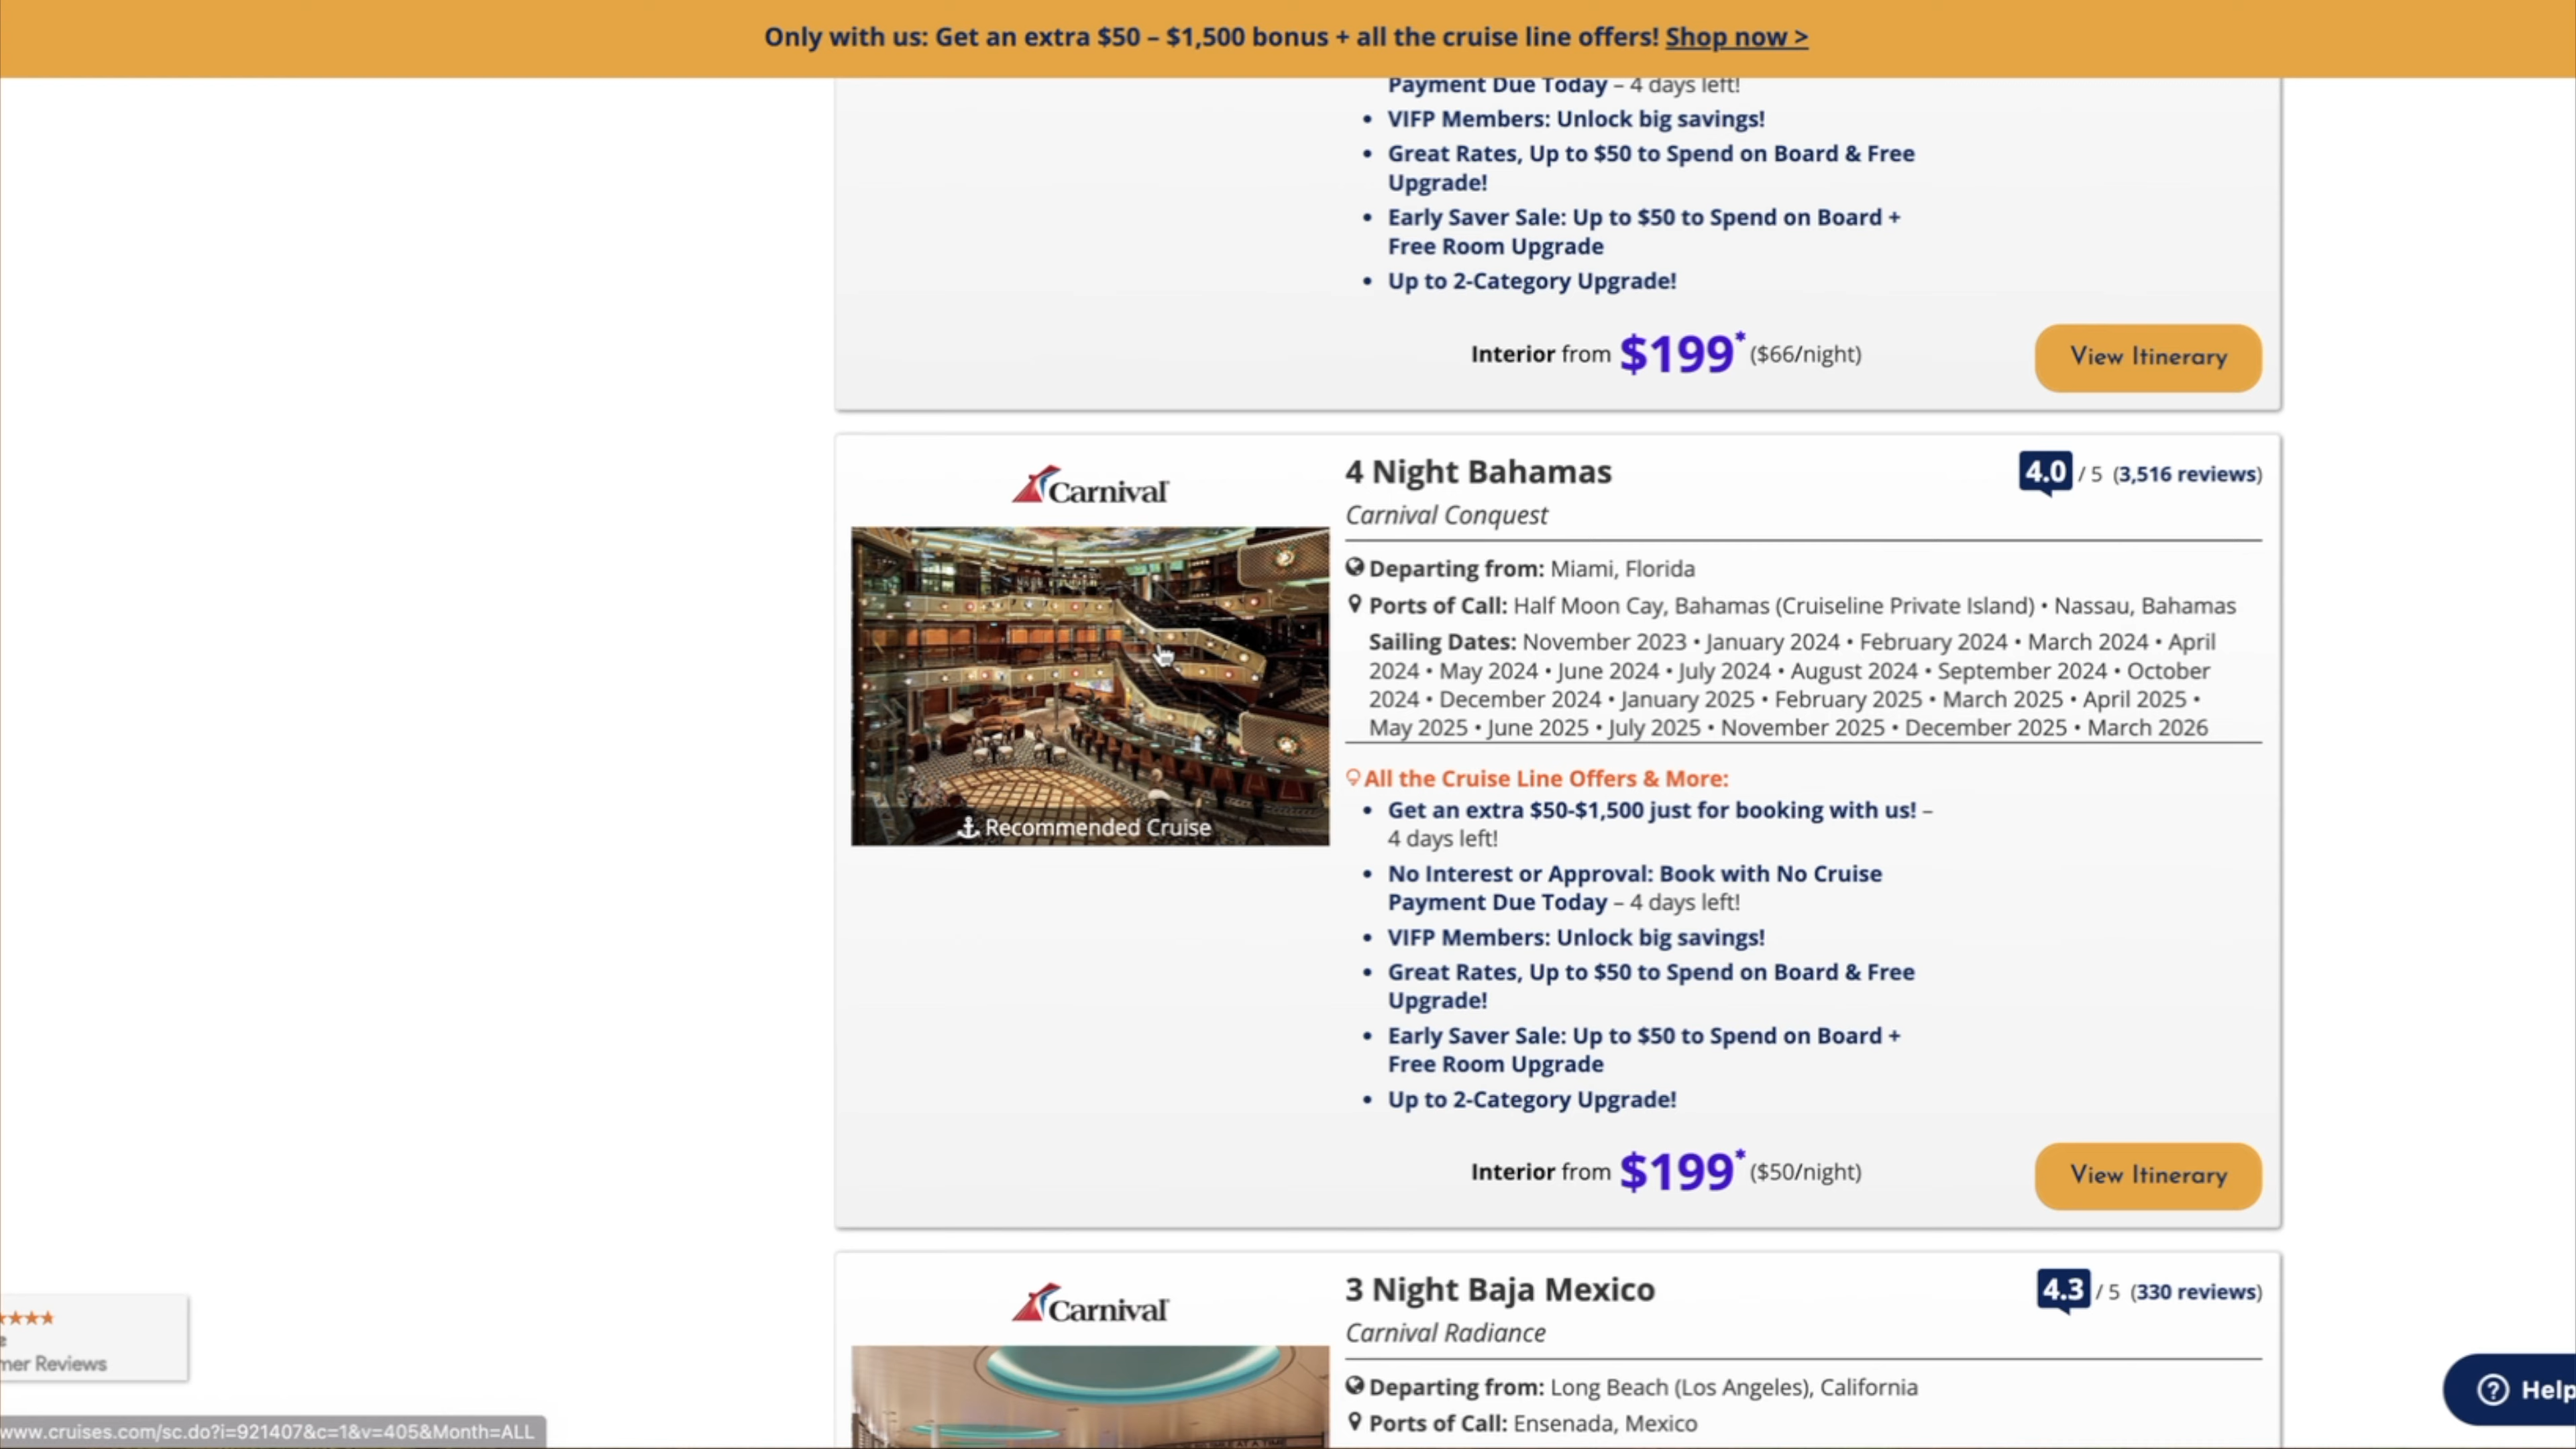 Only with us: Get an extra $50 – $1,500 bonus + all the cruise line offers! Shop now >
Payment Due Today – 4 days left!
• VIFP Members: Unlock big savings!
• Great Rates, Up to $50 to Spend on Board & Free
Upgrade!
• Early Saver Sale: Up to $50 to Spend on Board +
Free Room Upgrade
• Up to 2-Category Upgrade!
Interior from $199* ($66/night)
View Itinerary
Carnival
4 Night Bahamas
4.0 / 5 (3,516 reviews)
Carnival Conquest
Departing from: Miami, Florida
Ports of Call: Half Moon Cay, Bahamas (Cruiseline Private Island) • Nassau, Bahamas
Sailing Dates: November 2023 • January 2024 • February 2024 • March 2024 • April
2024 • May 2024 • June 2024 • July 2024 • August 2024 • September 2024 • October
2024 • December 2024 • January 2025 • February 2025 • March 2025 • April 2025 •
May 2025 • June 2025 • July 2025 • November 2025 • December 2025 • March 2026
Recommended Cruise
All the Cruise Line Offers & More:
• Get an extra $50-$1,500 just for booking with us! –
4 days left!
• No Interest or Approval: Book with No Cruise
Payment Due Today – 4 days left!
• VIFP Members: Unlock big savings!
• Great Rates, Up to $50 to Spend on Board & Free
Upgrade!
• Early Saver Sale: Up to $50 to Spend on Board +
Free Room Upgrade
• Up to 2-Category Upgrade!
Interior from $199* ($50/night)
View Itinerary
Carnival
3 Night Baja Mexico
4.3 / 5 (330 reviews)
Carnival Radiance
Departing from: Long Beach (Los Angeles), California
Ports of Call: Ensenada, Mexico
mer Reviews
Help
www.cruises.com/sc.do?i=921407&c=1&v=405&Month=ALL